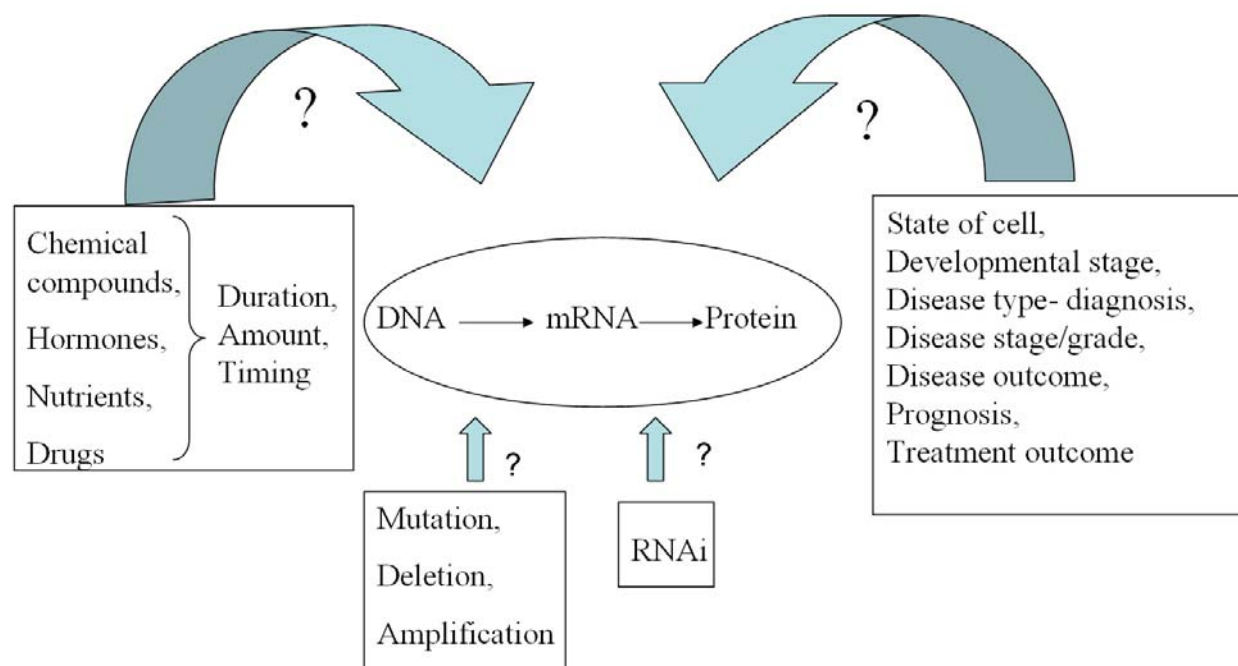 ?
?
Chemical
compounds,
Hormones,
Nutrients,
Drugs
Duration,
Amount,
Timing
DNA
mRNA
Protein
State of cell,
Developmental stage,
Disease type- diagnosis,
Disease stage/grade,
Disease outcome,
Prognosis,
Treatment outcome
?
?
Mutation,
Deletion,
Amplification
RNAi